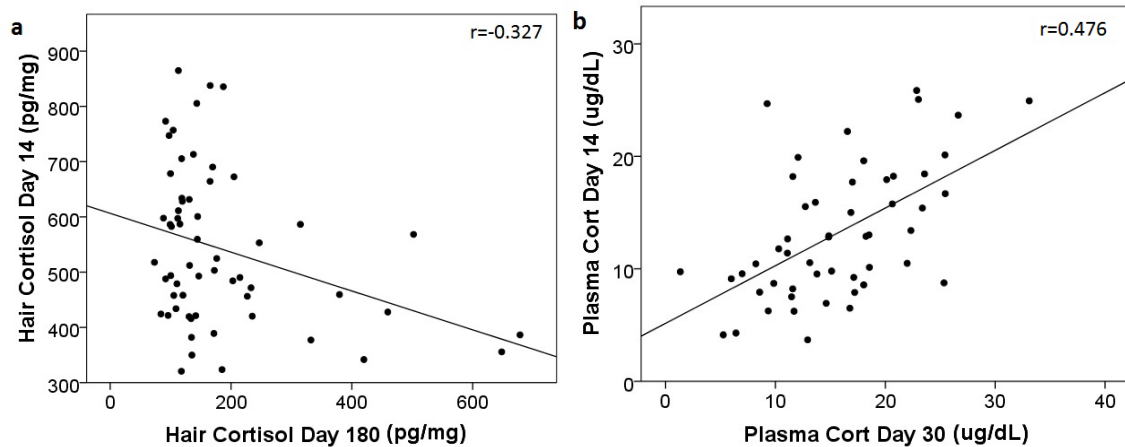 a
r=-0.327
900
800
700
600
500
400
300
Hair Cortisol Day 14 (pg/mg)
0 200 400 600
Hair Cortisol Day 180 (pg/mg)
b
r=0.476
30
20
10
0
Plasma Cort Day 14 (ug/dL)
0 10 20 30 40
Plasma Cort Day 30 (ug/dL)